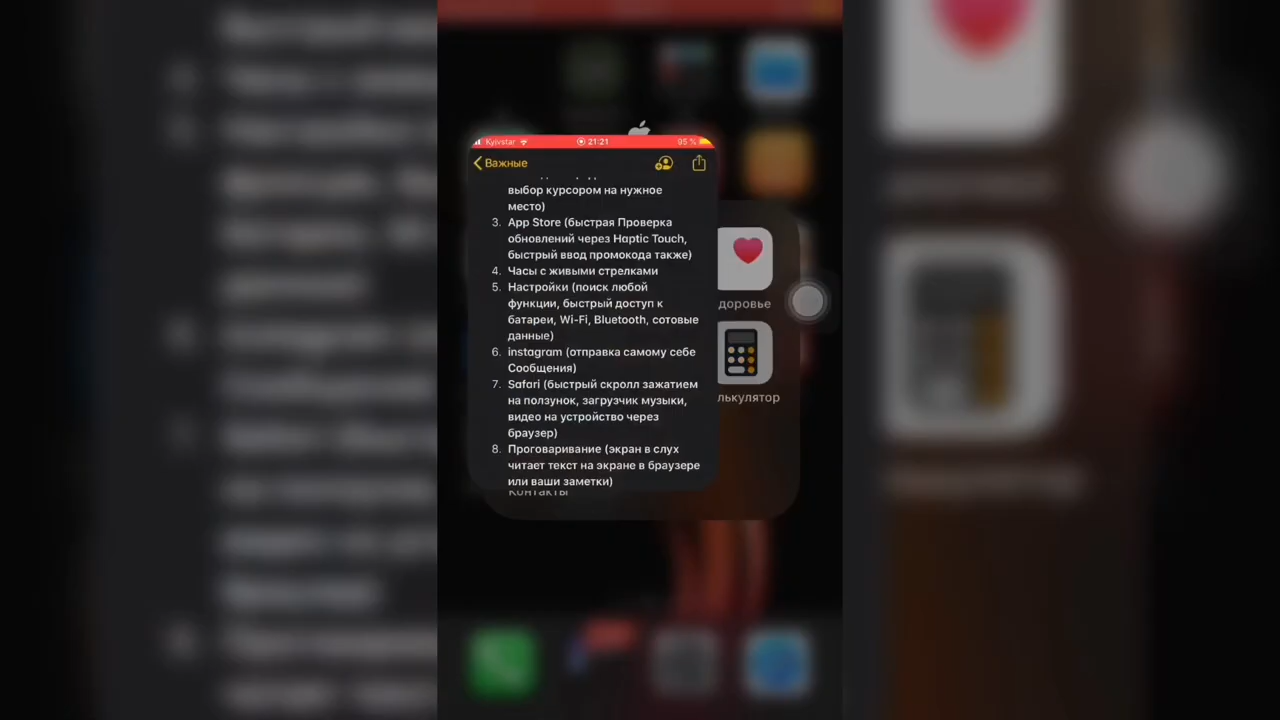 Kyivstar 21:21 95 %
Важные
выбор курсором на нужное
место)
3. App Store (быстрая Проверка
обновлений через Haptic Touch,
быстрый ввод промокода также)
4. Часы с живыми стрелками
5. Настройки (поиск любой
функции, быстрый доступ к
батареи, Wi-Fi, Bluetooth, сотовые
данные)
6. instagram (отправка самому себе
Сообщения)
7. Safari (быстрый скролл зажатием
на ползунок, загрузчик музыки,
видео на устройство через
браузер)
8. Проговаривание (экран в слух
читает текст на экране в браузере
или ваши заметки)
доровье
лькулятор
Контакты